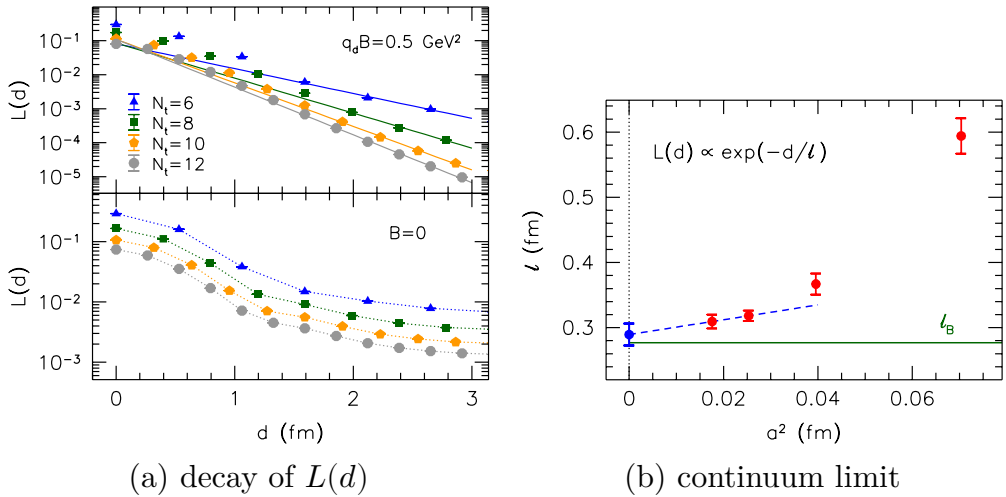 10⁻¹
10⁻²
10⁻³
10⁻⁴
10⁻⁵
L(d)
q_dB=0.5 GeV²
N_t=6
N_t=8
N_t=10
N_t=12
10⁻¹
10⁻²
10⁻³
L(d)
B=0
0 1 2 3
d (fm)
(a) decay of L(d)
0.6
0.5
0.4
0.3
ℓ (fm)
L(d) ∝ exp(−d/ℓ)
ℓ_B
0 0.02 0.04 0.06
a² (fm)
(b) continuum limit